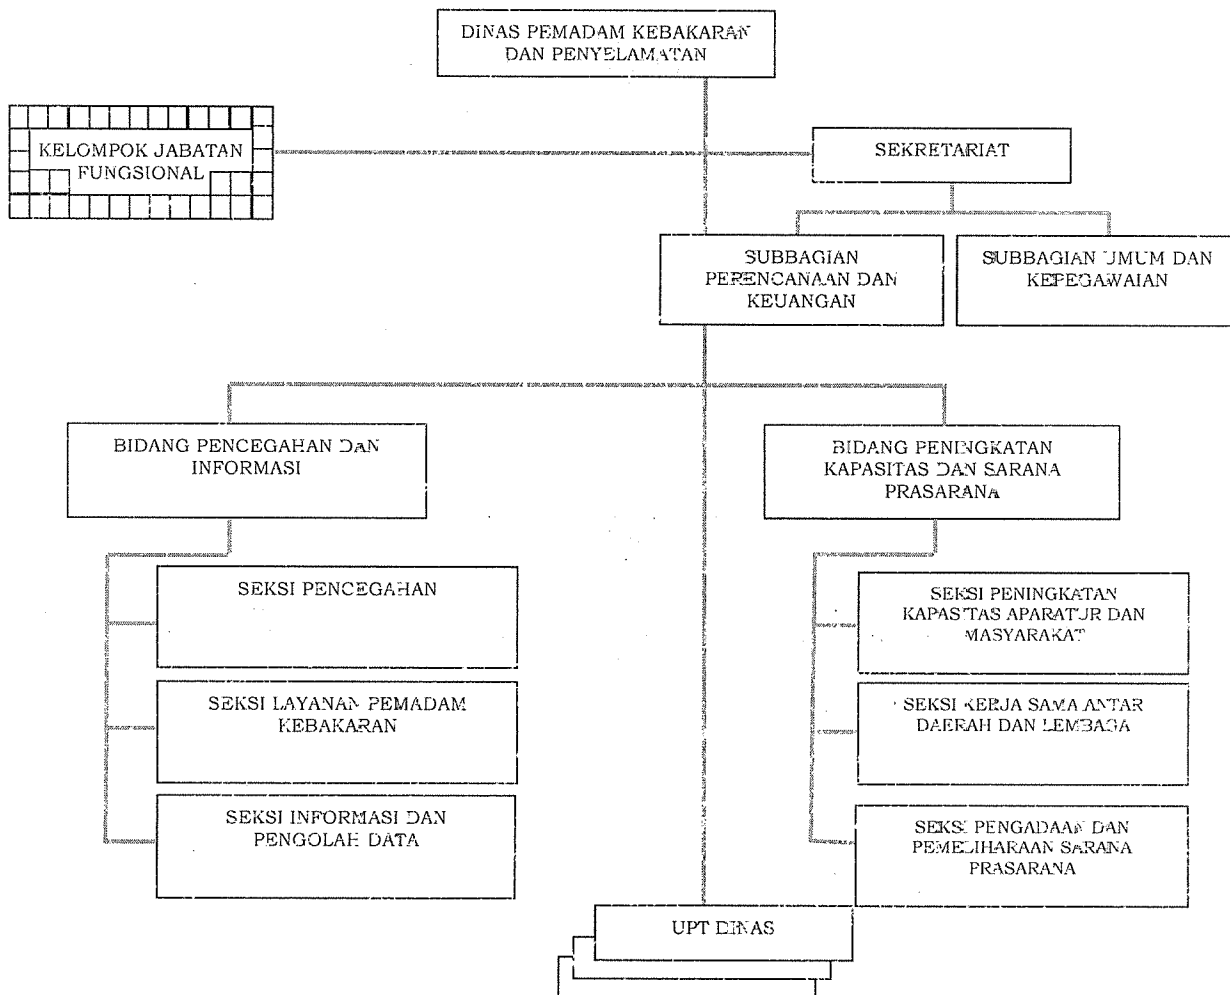 DINAS PEMADAM KEBAKARAN
DAN PENYELAMATAN
KELOMPOK JABATAN
FUNGSIONAL
SEKRETARIAT
SUBBAGIAN
PERENCANAAN DAN
KEUANGAN
SUBBAGIAN UMUM DAN
KEPEGAWAIAN
BIDANG PENCEGAHAN DAN
INFORMASI
BIDANG PENINGKATAN
KAPASITAS DAN SARANA
PRASARANA
SEKSI PENCEGAHAN
SEKSI LAYANAN PEMADAM
KEBAKARAN
SEKSI INFORMASI DAN
PENGOLAH DATA
SEKSI PENINGKATAN
KAPASITAS APARATUR DAN
MASYARAKAT
SEKSI KERJA SAMA ANTAR
DAERAH DAN LEMBAGA
SEKSI PENGADAAN DAN
PEMELIHARAAN SARANA
PRASARANA
UPT DINAS